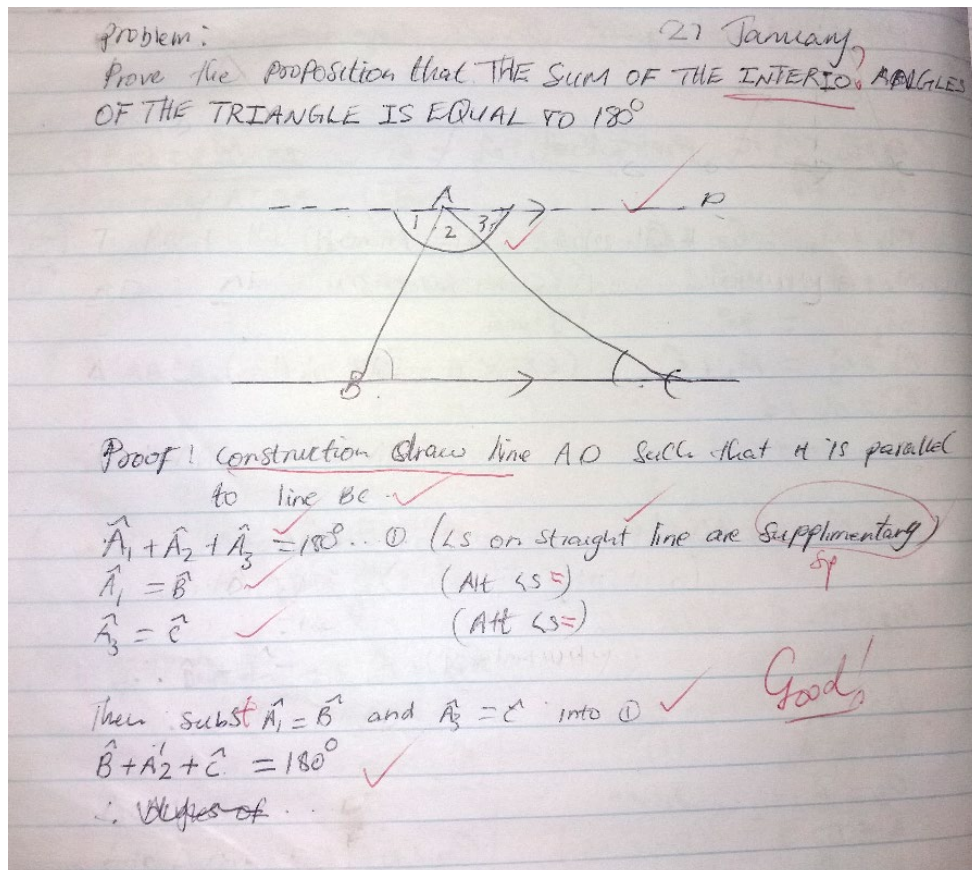 Problem: 27 January
Prove the proposition that THE SUM OF THE INTERIO? ANGLES
OF THE TRIANGLE IS EQUAL TO 180°
A
D
1 2 3
B C
Proof! Construction draw line AD such that it is parallel
to line BC
Â₁ + Â₂ + Â₃ = 180° .. ① (∠s on straight line are supplimentary)
sp
Â₁ = B̂ (Alt ∠s =)
Â₃ = Ĉ (Alt ∠s =)
Good!
Then subst Â₁ = B̂ and Â₃ = Ĉ into ①
B̂ + Â2 + Ĉ = 180°
∴